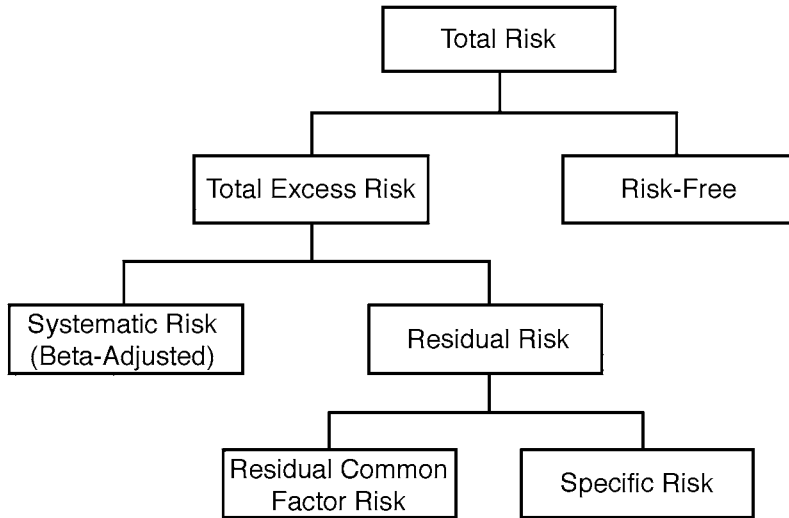 Total Risk
Total Excess Risk
Risk-Free
Systematic Risk
(Beta-Adjusted)
Residual Risk
Residual Common
Factor Risk
Specific Risk